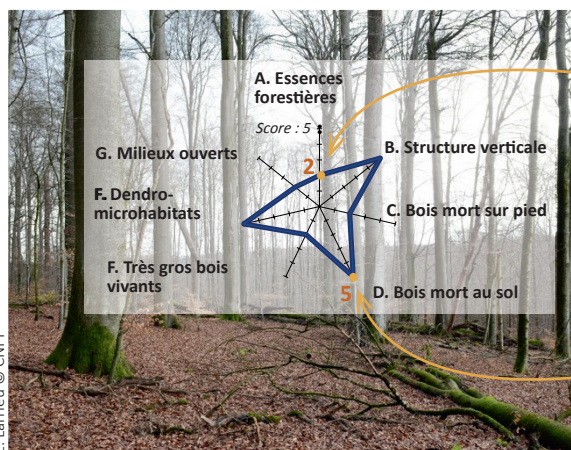 A. Essences
forestières
Score : 5
2
B. Structure verticale
G. Milieux ouverts
F. Dendro-
microhabitats
C. Bois mort sur pied
F. Très gros bois
vivants
5
D. Bois mort au sol